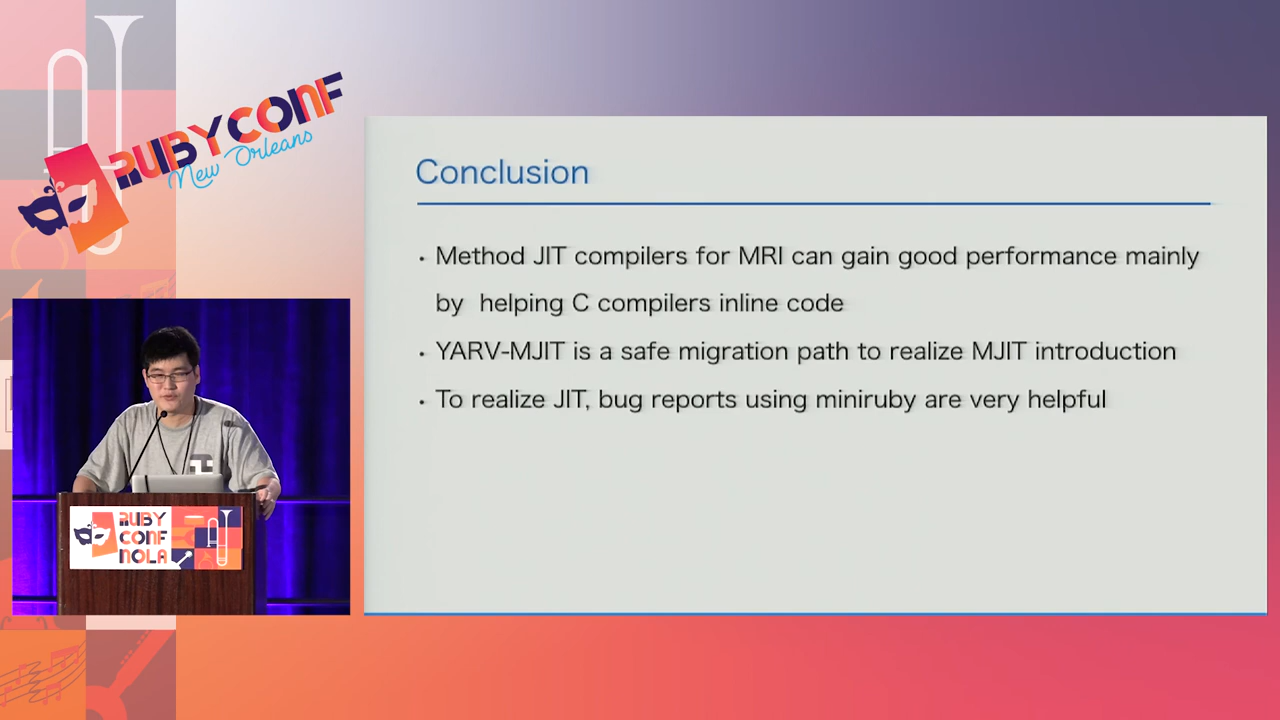 RUBYCONF
New Orleans
Conclusion
• Method JIT compilers for MRI can gain good performance mainly
by helping C compilers inline code
• YARV-MJIT is a safe migration path to realize MJIT introduction
• To realize JIT, bug reports using miniruby are very helpful
RUBY
CONF
NOLA